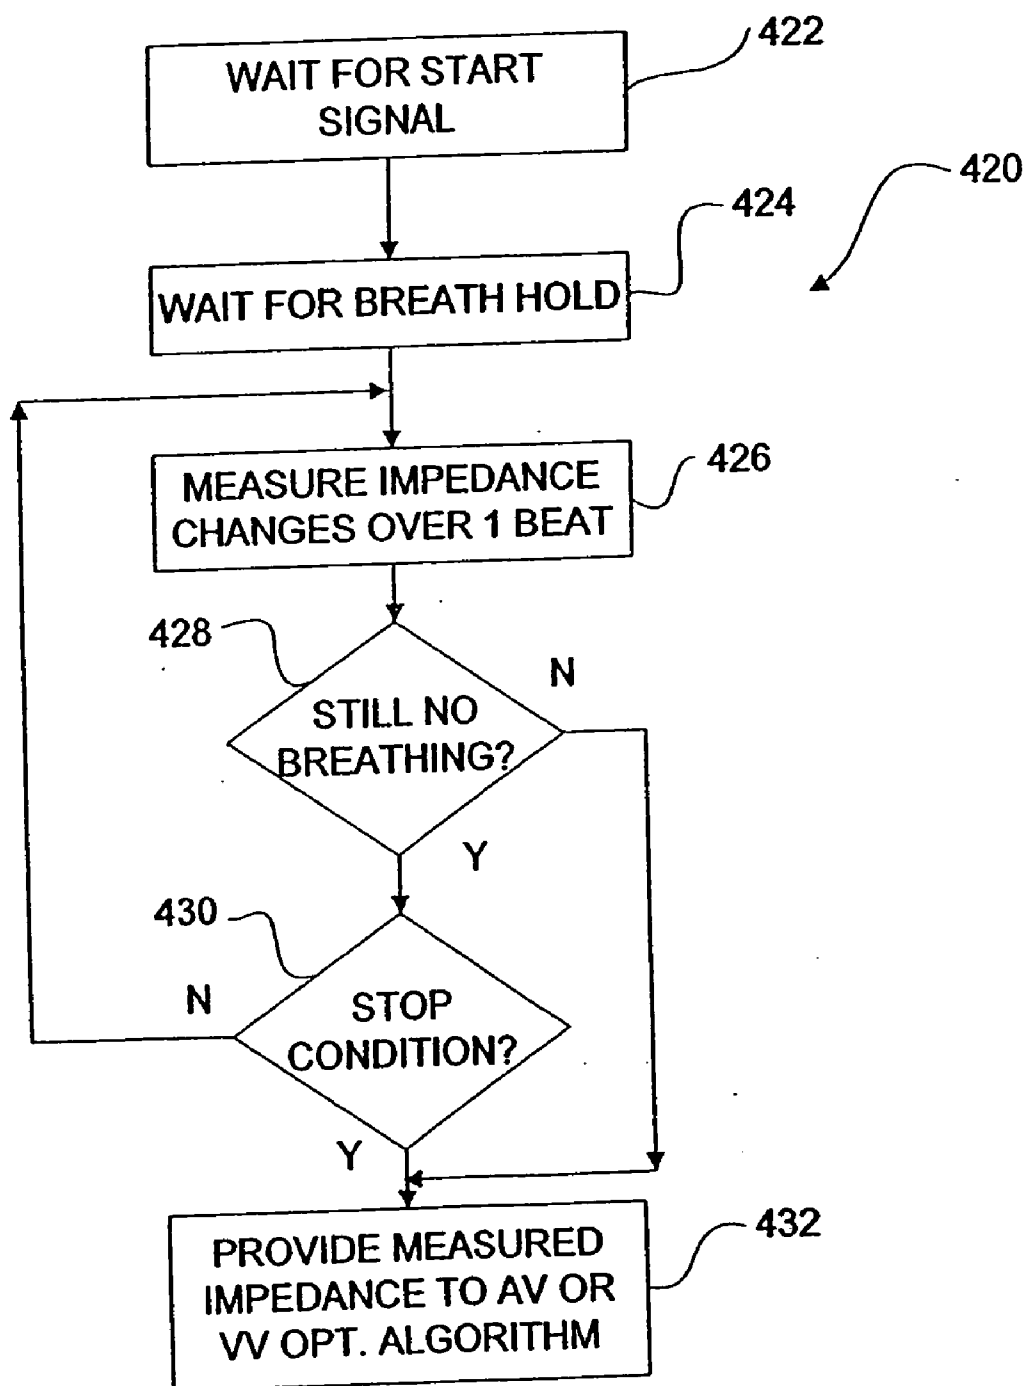 422
WAIT FOR START
SIGNAL
420
424
WAIT FOR BREATH HOLD
426
MEASURE IMPEDANCE
CHANGES OVER 1 BEAT
428
N
STILL NO
BREATHING?
Y
430
N
STOP
CONDITION?
Y
432
PROVIDE MEASURED
IMPEDANCE TO AV OR
VV OPT. ALGORITHM